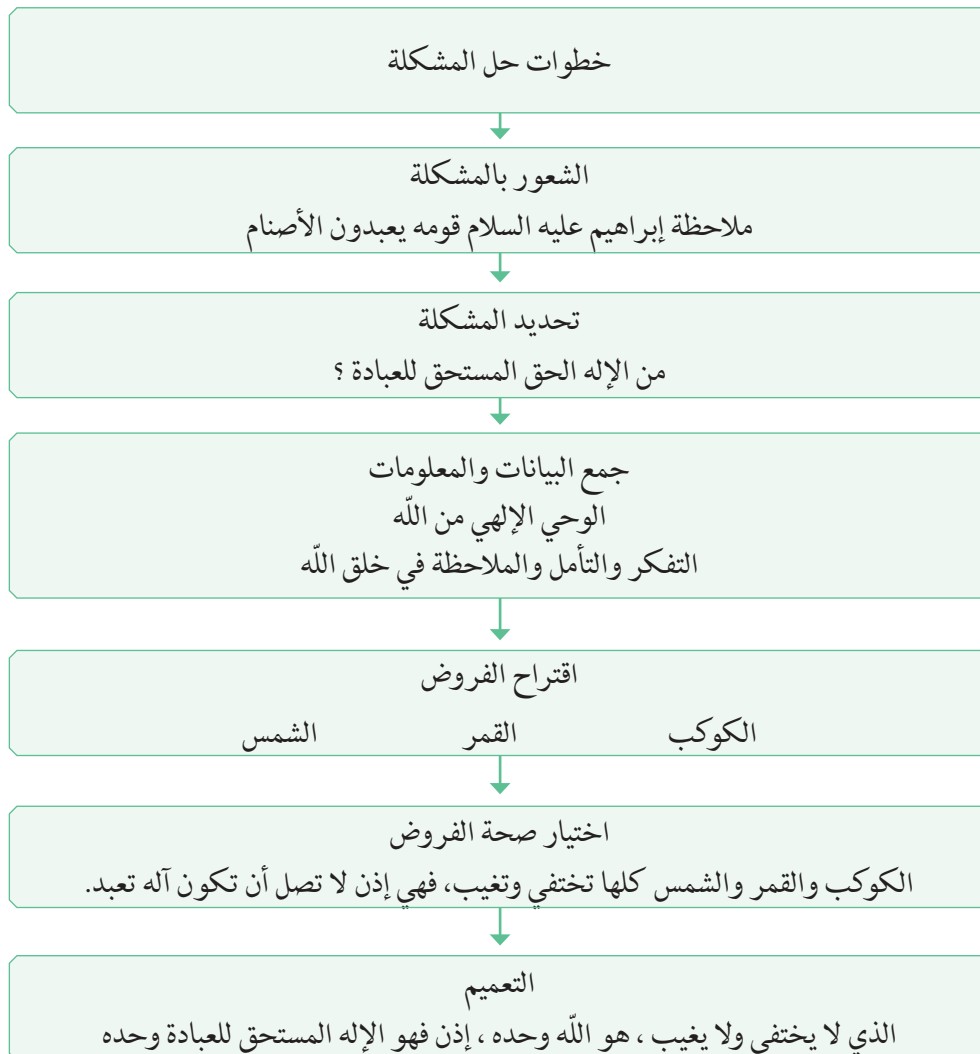 خطوات حل المشكلة
الشعور بالمشكلة
ملاحظة إبراهيم عليه السلام قومه يعبدون الأصنام
تحديد المشكلة
من الإله الحق المستحق للعبادة ؟
جمع البيانات والمعلومات
الوحي الإلهي من اللّه
التفكر والتأمل والملاحظة في خلق اللّه
اقتراح الفروض
الكوكب القمر الشمس
اختيار صحة الفروض
الكوكب والقمر والشمس كلها تختفي وتغيب، فهي إذن لا تصل أن تكون آله تعبد.
التعميم
الذي لا يختفي ولا يغيب ، هو اللّه وحده ، إذن فهو الإله المستحق للعبادة وحده